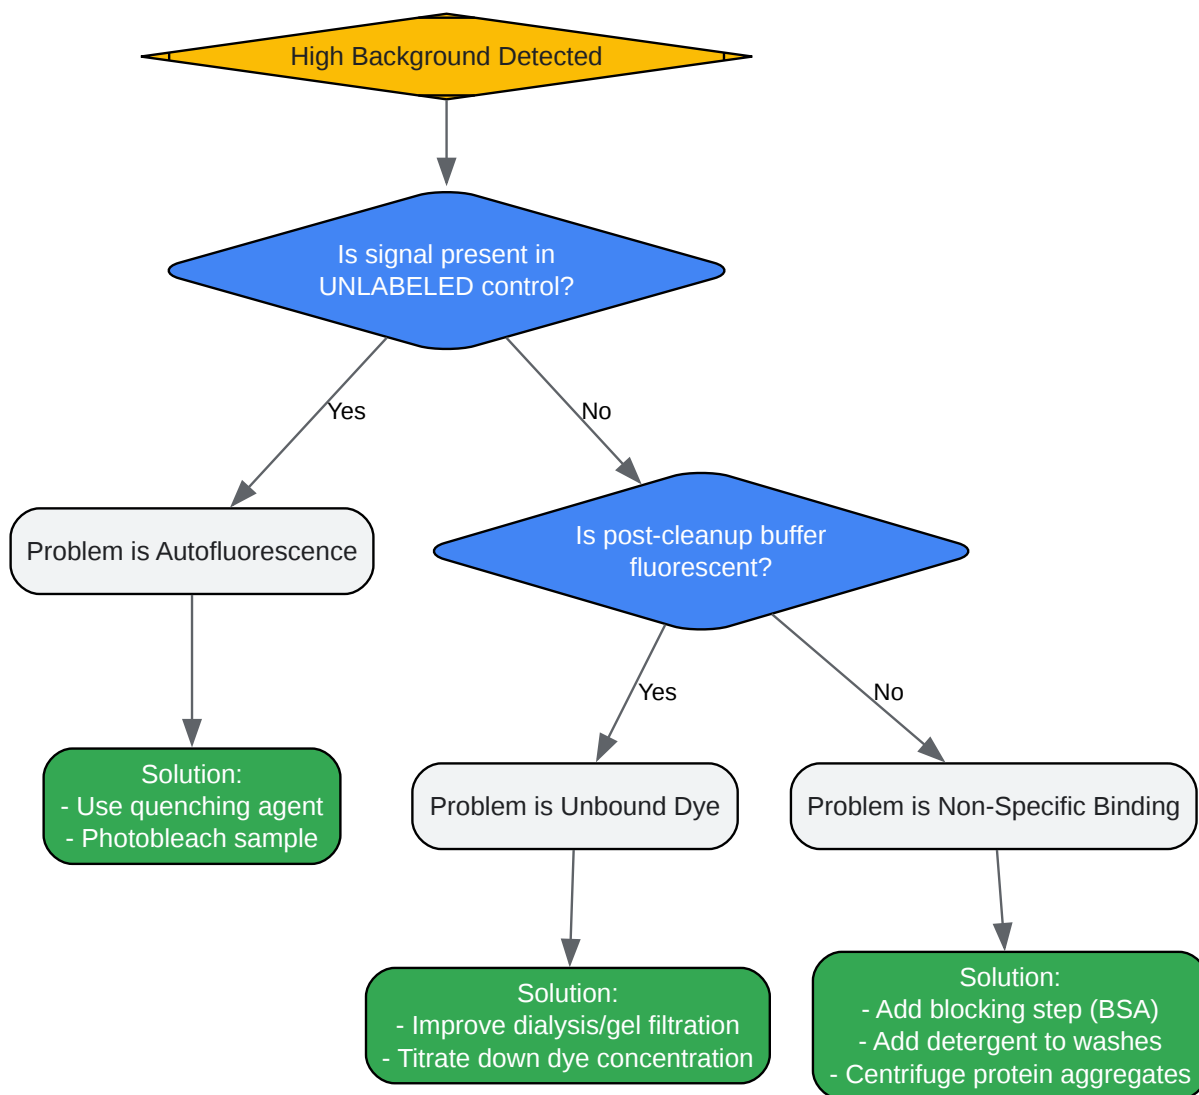 High Background Detected
Is signal present in
UNLABELED control?
Yes
No
Problem is Autofluorescence
Is post-cleanup buffer
fluorescent?
Yes
No
Solution:
- Use quenching agent
- Photobleach sample
Problem is Unbound Dye
Problem is Non-Specific Binding
Solution:
- Improve dialysis/gel filtration
- Titrate down dye concentration
Solution:
- Add blocking step (BSA)
- Add detergent to washes
- Centrifuge protein aggregates